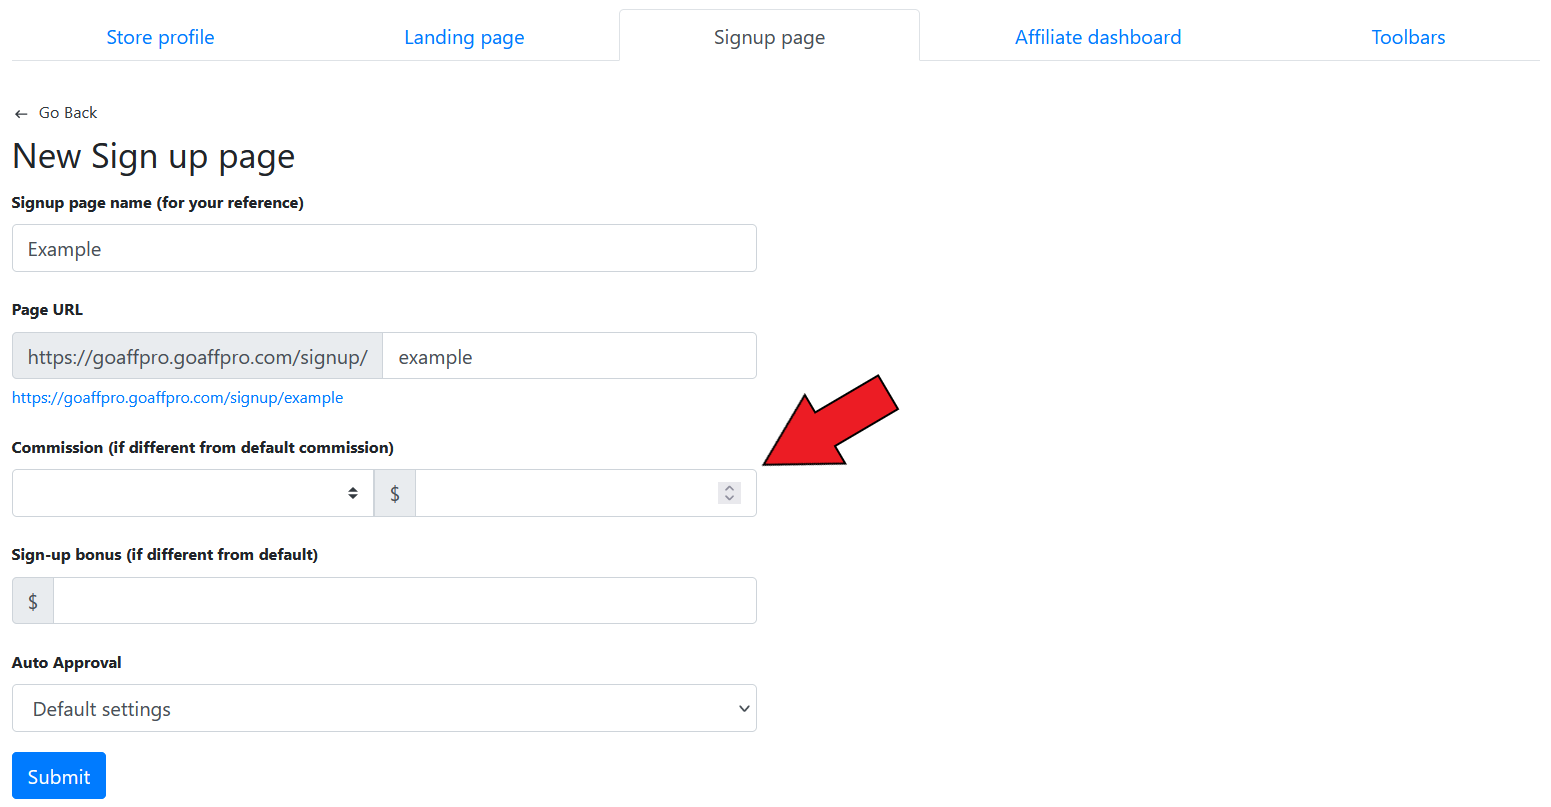 Store profile Landing page Signup page Affiliate dashboard Toolbars
← Go Back
New Sign up page
Signup page name (for your reference)
Example
Page URL
https://goaffpro.goaffpro.com/signup/ example
https://goaffpro.goaffpro.com/signup/example
Commission (if different from default commission)
$
Sign-up bonus (if different from default)
$
Auto Approval
Default settings
Submit